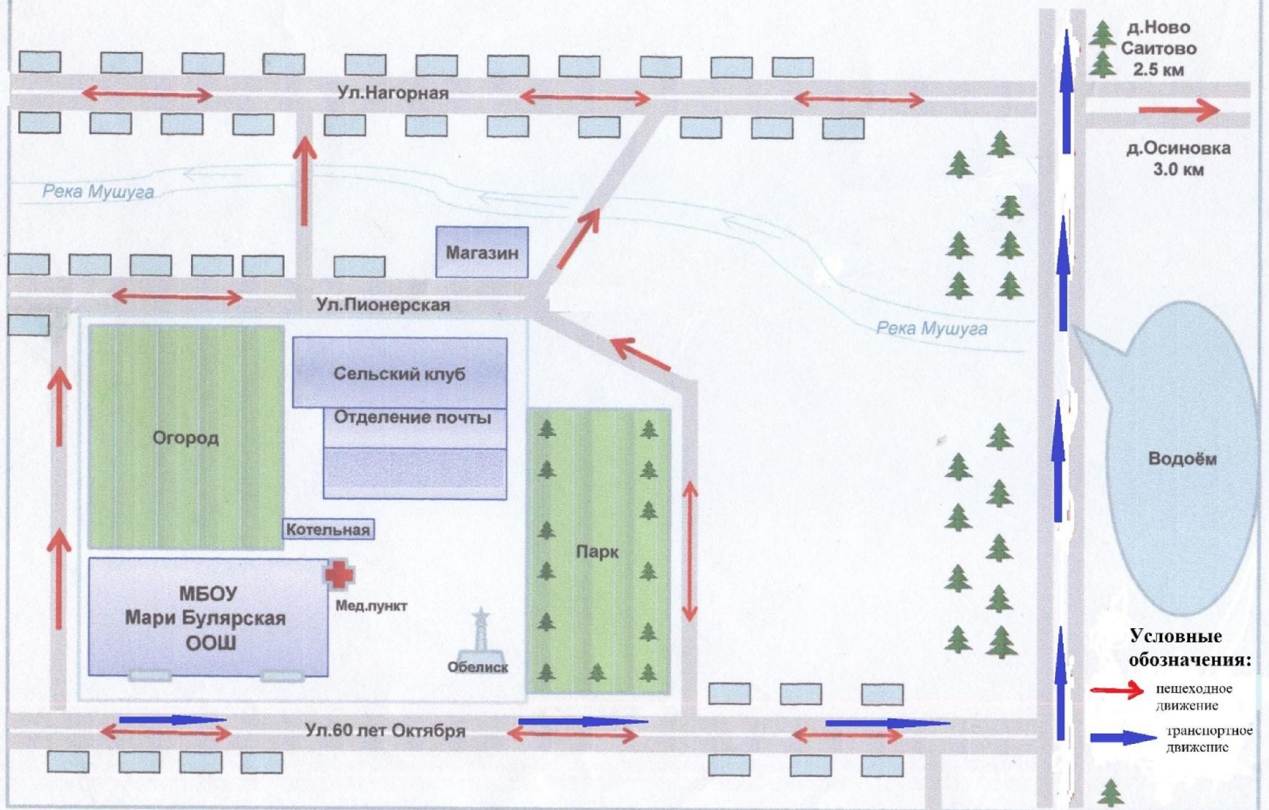 д.Ново
Саитово
2.5 км
Ул.Нагорная
д.Осиновка
3.0 км
Река Мушуга
Магазин
Ул.Пионерская
Река Мушуга
Сельский клуб
Отделение почты
Огород
Водоём
Котельная
Парк
МБОУ
Мари Булярская
ООШ
Мед.пункт
Обелиск
Условные
обозначения:
пешеходное
движение
транспортное
движение
Ул.60 лет Октября